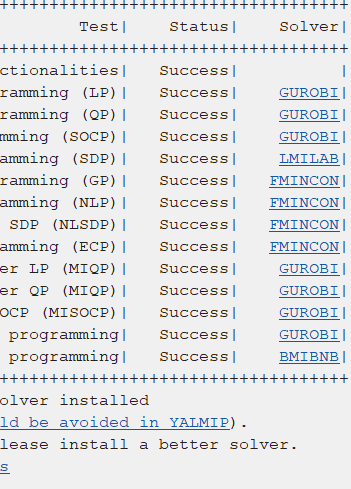 +++++++++++++++++++++++++++++++++++
Test| Status| Solver|
+++++++++++++++++++++++++++++++++++
ctionalities| Success| |
ramming (LP)| Success| GUROBI|
ramming (QP)| Success| GUROBI|
mming (SOCP)| Success| GUROBI|
amming (SDP)| Success| LMILAB|
ramming (GP)| Success| FMINCON|
amming (NLP)| Success| FMINCON|
SDP (NLSDP)| Success| FMINCON|
amming (ECP)| Success| FMINCON|
er LP (MIQP)| Success| GUROBI|
er QP (MIQP)| Success| GUROBI|
OCP (MISOCP)| Success| GUROBI|
programming| Success| GUROBI|
programming| Success| BMIBNB|
+++++++++++++++++++++++++++++++++++
olver installed
ld be avoided in YALMIP).
lease install a better solver.
s